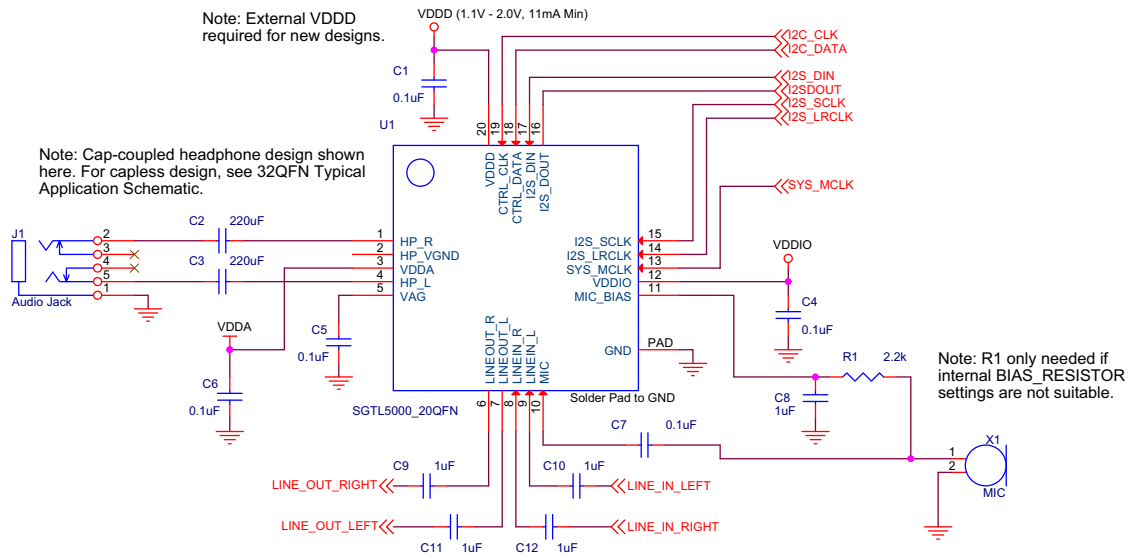 Note: External VDDD
required for new designs.
VDDD (1.1V - 2.0V, 11mA Min)
C1
0.1uF
I2C_CLK
I2C_DATA
I2S_DIN
I2SDOUT
I2S_SCLK
I2S_LRCLK
SYS_MCLK
U1
20
19
18
17
16
VDDD
CTRL_CLK
CTRL_DATA
I2S_DIN
I2S_DOUT
Note: Cap-coupled headphone design shown
here. For capless design, see 32QFN Typical
Application Schematic.
J1
2
3
4
5
1
Audio Jack
C2
220uF
C3
220uF
1
2
3
4
5
HP_R
HP_VGND
VDDA
HP_L
VAG
I2S_SCLK
I2S_LRCLK
SYS_MCLK
VDDIO
MIC_BIAS
15
14
13
12
11
VDDIO
C4
0.1uF
VDDA
C6
0.1uF
C5
0.1uF
LINEOUT_R
LINEOUT_L
LINEIN_R
LINEIN_L
MIC
GND
PAD
Solder Pad to GND
SGTL5000_20QFN
6
7
8
9
10
R1
2.2k
C8
1uF
Note: R1 only needed if
internal BIAS_RESISTOR
settings are not suitable.
C7
0.1uF
X1
1
2
MIC
C9
1uF
LINE_OUT_RIGHT
C10
1uF
LINE_IN_LEFT
LINE_OUT_LEFT
C11
1uF
C12
1uF
LINE_IN_RIGHT